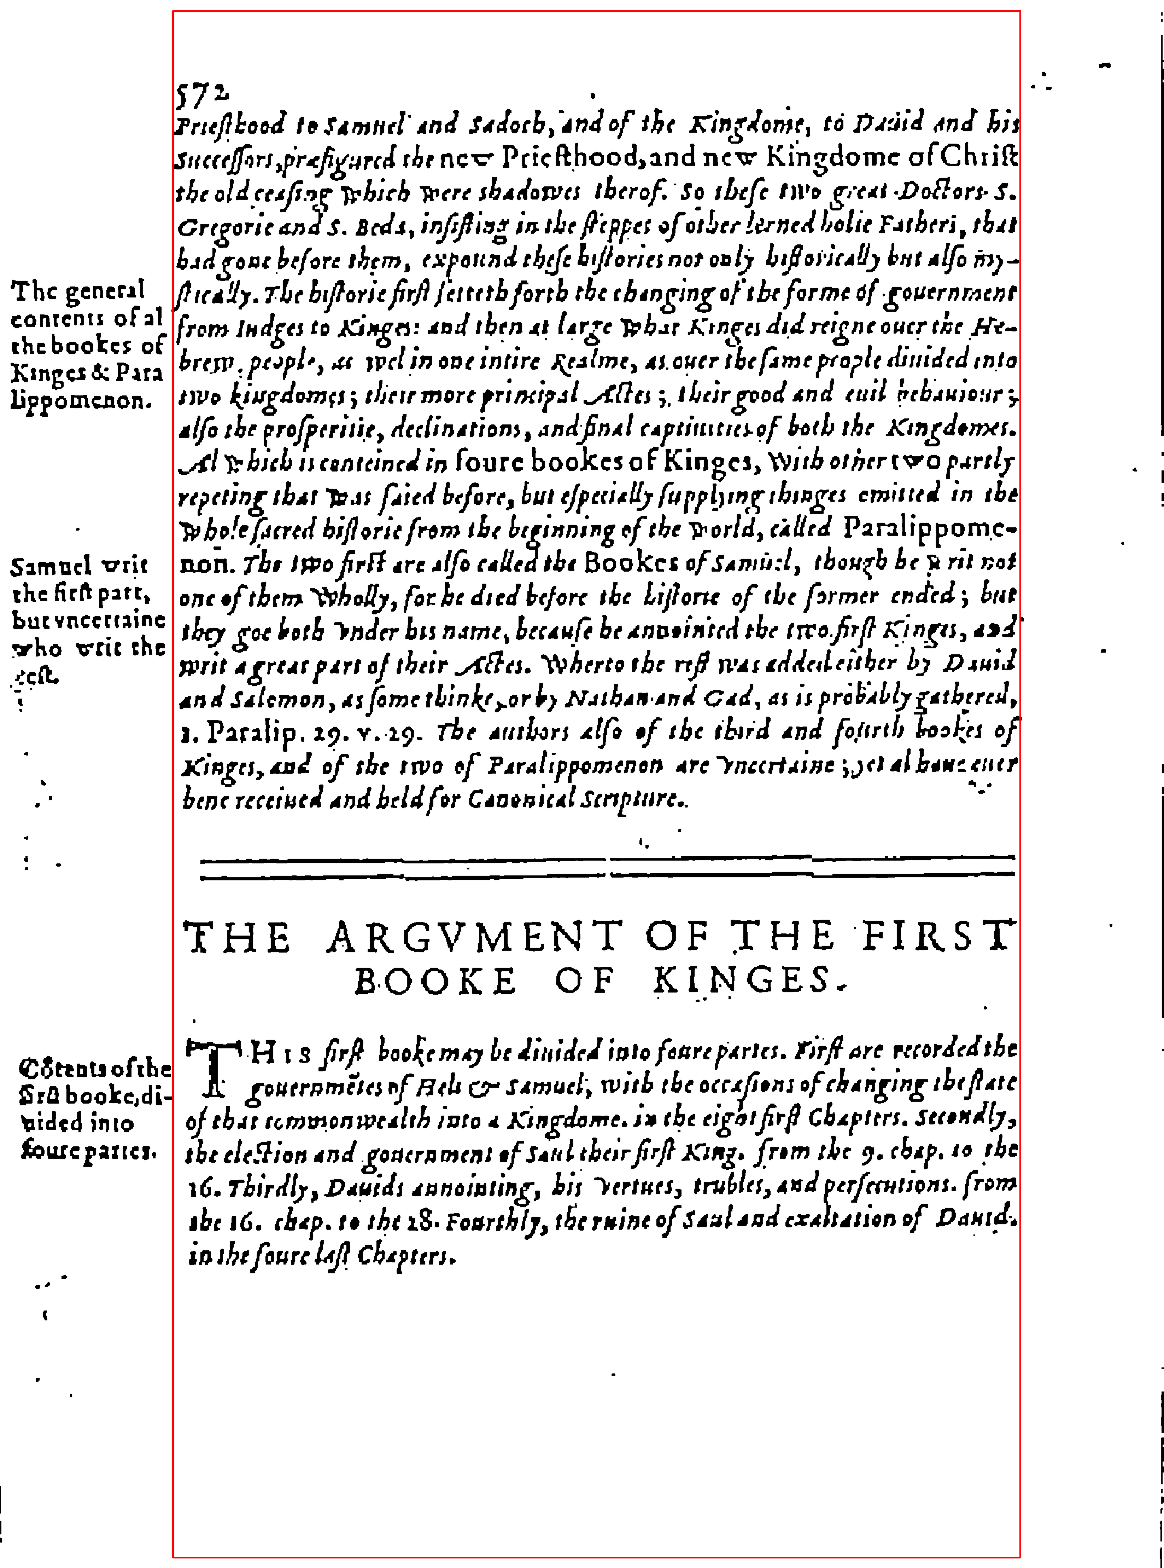 572
Priesthood to Samuel and Sadoch, and of the Kingdome, to Dauid and his
Successors, præfigured the new Priesthood, and new Kingdome of Christ
the old ceasing which were shadowes therof. So these two great Doctors S.
Gregorie and S. Beda, insisting in the steppes of other lerned holie Fathers, that
had gone before them, expound these histories not only historically but also my-
stically. The historie first setteth forth the changing of the forme of gouernment
from Iudges to Kinges: and then at large what Kinges did reigne ouer the He-
brew people, as wel in one intire Realme, as ouer the same people diuided into
two kingdomes; their more principal Actes; their good and euil behauiour;
also the prosperitie, declinations, and final captiuities of both the Kingdomes.
Al which is conteined in foure bookes of Kinges, with other two partly
repeting that was saied before, but especially supplying thinges omitted in the
whole sacred historie from the beginning of the world, called Paralippome-
non. The two first are also called the Bookes of Samuel, though he writ not
one of them wholly, for he died before the historie of the former ended; but
they goe both vnder his name, because he annointed the two first Kinges, and
writ a great part of their Actes. Wherto the rest was added either by Dauid
and Salomon, as some thinke, or by Nathan and Gad, as is probably gathered,
1. Paralip. 29. v. 29. The authors also of the third and fourth bookes of
Kinges, and of the two of Paralippomenon are vncertaine; yet al haue euer
bene receiued and held for Canonical Scripture.
The general
contents of al
the bookes of
Kinges & Para
lippomenon.
Samuel writ
the first part,
but vncertaine
who writ the
rest.
THE ARGVMENT OF THE FIRST
BOOKE OF KINGES.
THIS first booke may be diuided into foure partes. First are recorded the
gouernmẽtes of Heli & Samuel, with the occasions of changing the state
of that commonwealth into a Kingdome. in the eight first Chapters. Secondly,
the election and gouernment of Saul their first King. from the 9. chap. to the
16. Thirdly, Dauids annointing, his vertues, trubles, and persecutions. from
the 16. chap. to the 28. Fourthly, the ruine of Saul and exaltation of Dauid.
in the foure last Chapters.
Cõtents of the
first booke, di-
uided into
foure partes.